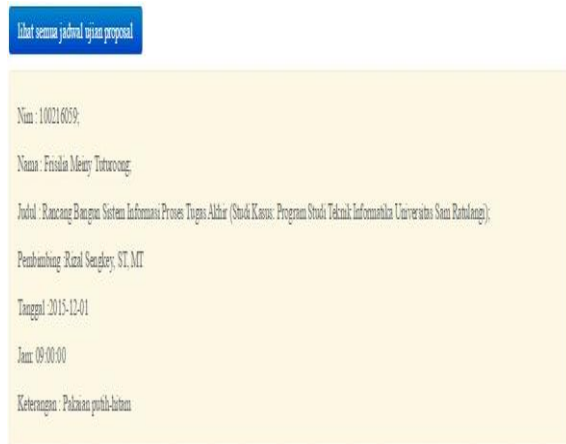 lihat semua jadwal ujian proposal
Nim : 100216059;
Nama : Frisilia Meiny Tuturoong;
Judul : Rancang Bangun Sistem Informasi Proses Tugas Akhir (Studi Kasus: Program Studi Teknik Informatika Universitas Sam Ratulangi);
Pembimbing :Rizal Sengkey, ST, MT
Tanggal :2015-12-01
Jam: 09:00:00
Keterangan : Pakaian putih-hitam